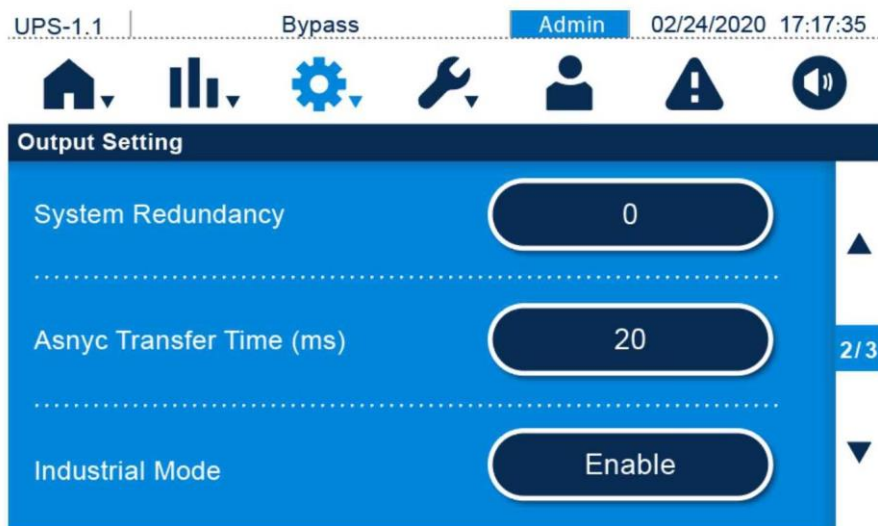 UPS-1.1 Bypass Admin 02/24/2020 17:17:35
Output Setting
System Redundancy 0
Asnyc Transfer Time (ms) 20
2/3
Industrial Mode Enable